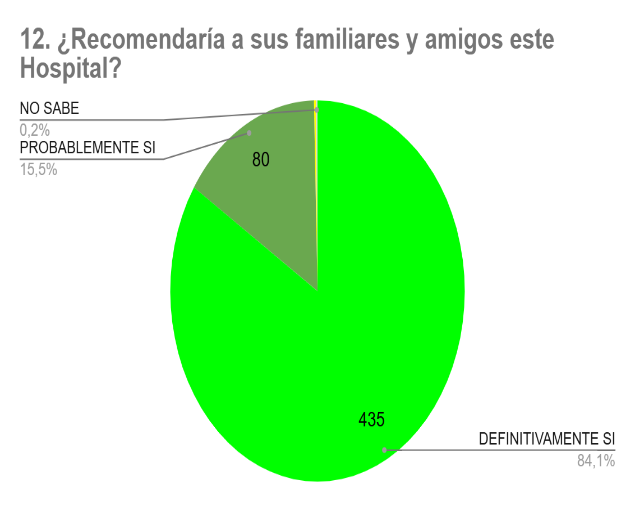 12. ¿Recomendaría a sus familiares y amigos este
Hospital?
NO SABE
0,2%
PROBABLEMENTE SI
15,5%
80
435
DEFINITIVAMENTE SI
84,1%